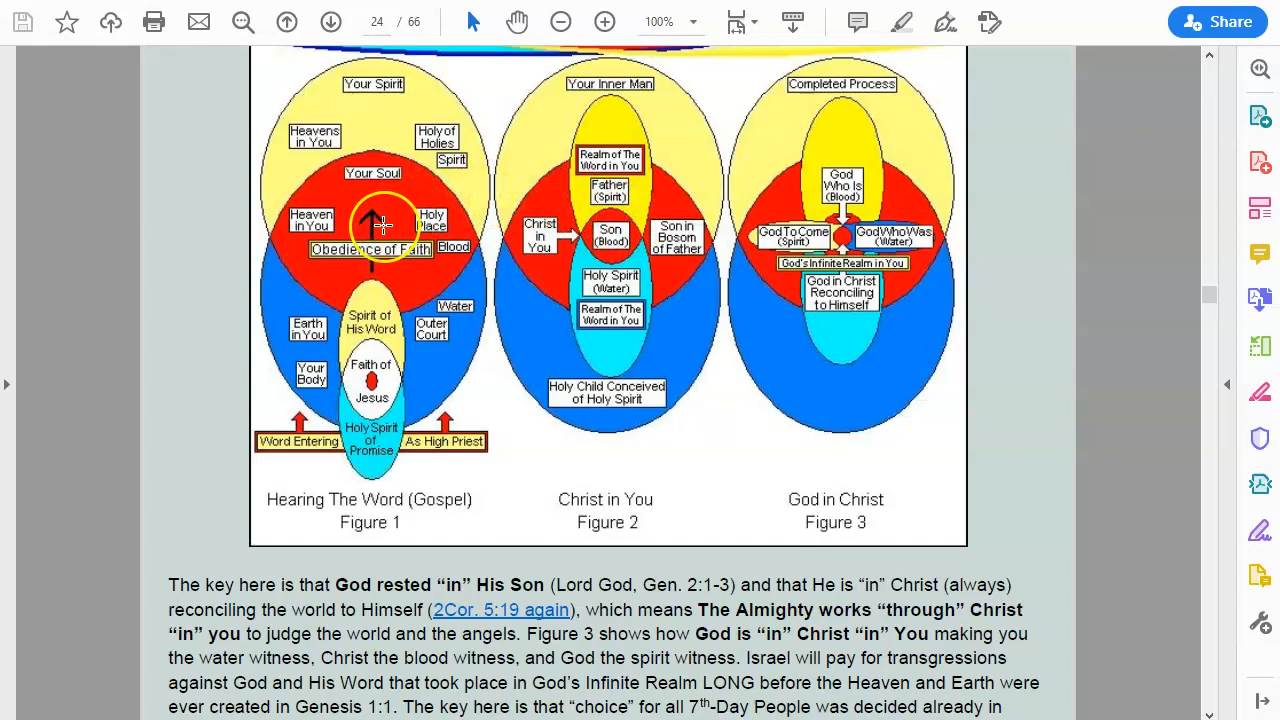 24 / 66
100%
Share
Your Spirit
Heavens
in You
Holy of
Holies
Spirit
Your Soul
Heaven
in You
Holy
Place
Obedience of Faith
Blood
Spirit of
His Word
Water
Earth
in You
Outer
Court
Your
Body
Faith of
Jesus
Holy Spirit
of
Promise
Word Entering
As High Priest
Hearing The Word (Gospel)
Figure 1
Your Inner Man
Realm of The
Word in You
Father
(Spirit)
Christ
in
You
Son
(Blood)
Son in
Bosom
of Father
Holy Spirit
(Water)
Realm of The
Word in You
Holy Child Conceived
of Holy Spirit
Christ in You
Figure 2
Completed Process
God
Who Is
(Blood)
God To Come
(Spirit)
God Who Was
(Water)
God's Infinite Realm in You
God in Christ
Reconciling
to Himself
God in Christ
Figure 3
The key here is that God rested “in” His Son (Lord God, Gen. 2:1-3) and that He is “in” Christ (always)
reconciling the world to Himself (2Cor. 5:19 again), which means The Almighty works “through” Christ
“in” you to judge the world and the angels. Figure 3 shows how God is “in” Christ “in” You making you
the water witness, Christ the blood witness, and God the spirit witness. Israel will pay for transgressions
against God and His Word that took place in God’s Infinite Realm LONG before the Heaven and Earth were
ever created in Genesis 1:1. The key here is that “choice” for all 7th-Day People was decided already in